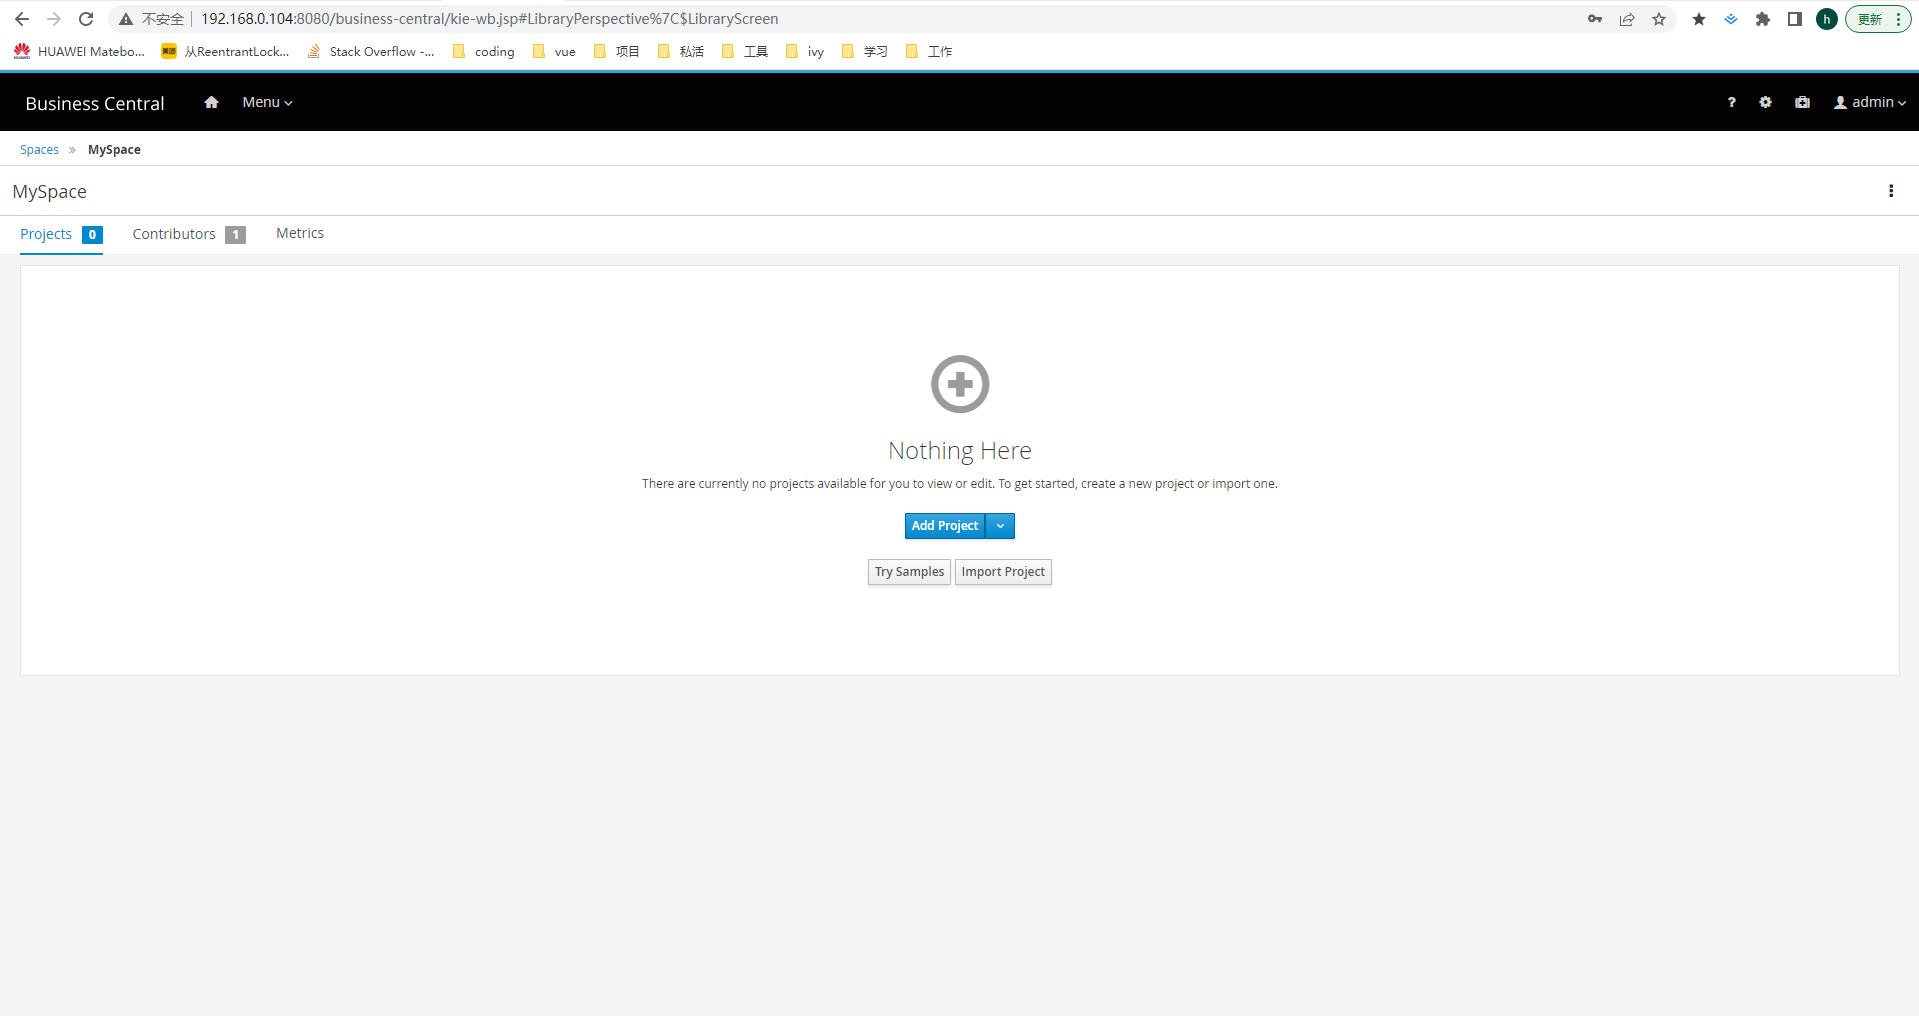 不安全 192.168.0.104:8080/business-central/kie-wb.jsp#LibraryPerspective%7C$LibraryScreen h 更新
HUAWEI Matebo... 美团 从ReentrantLock... Stack Overflow -... coding vue 项目 私活 工具 ivy 学习 工作
Business Central Menu ? admin
Spaces » MySpace
MySpace
Projects 0 Contributors 1 Metrics
Nothing Here
There are currently no projects available for you to view or edit. To get started, create a new project or import one.
Add Project
Try Samples Import Project